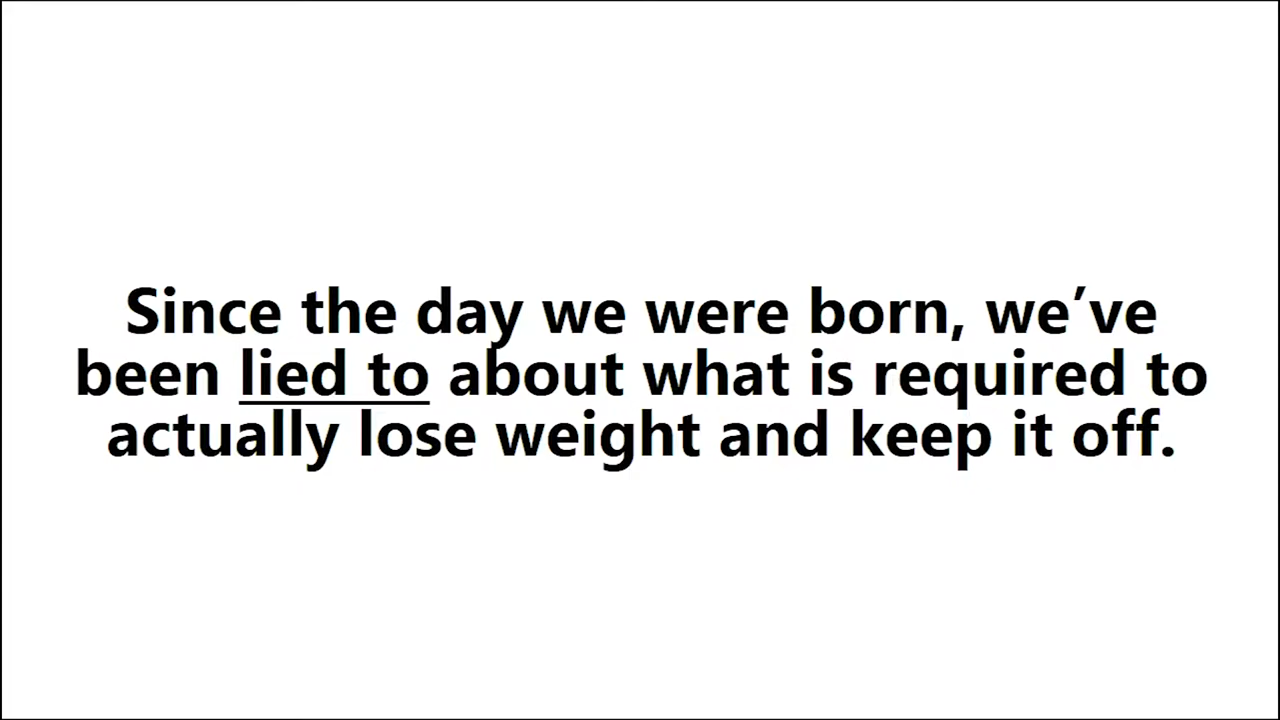 Since the day we were born, we’ve
been lied to about what is required to
actually lose weight and keep it off.